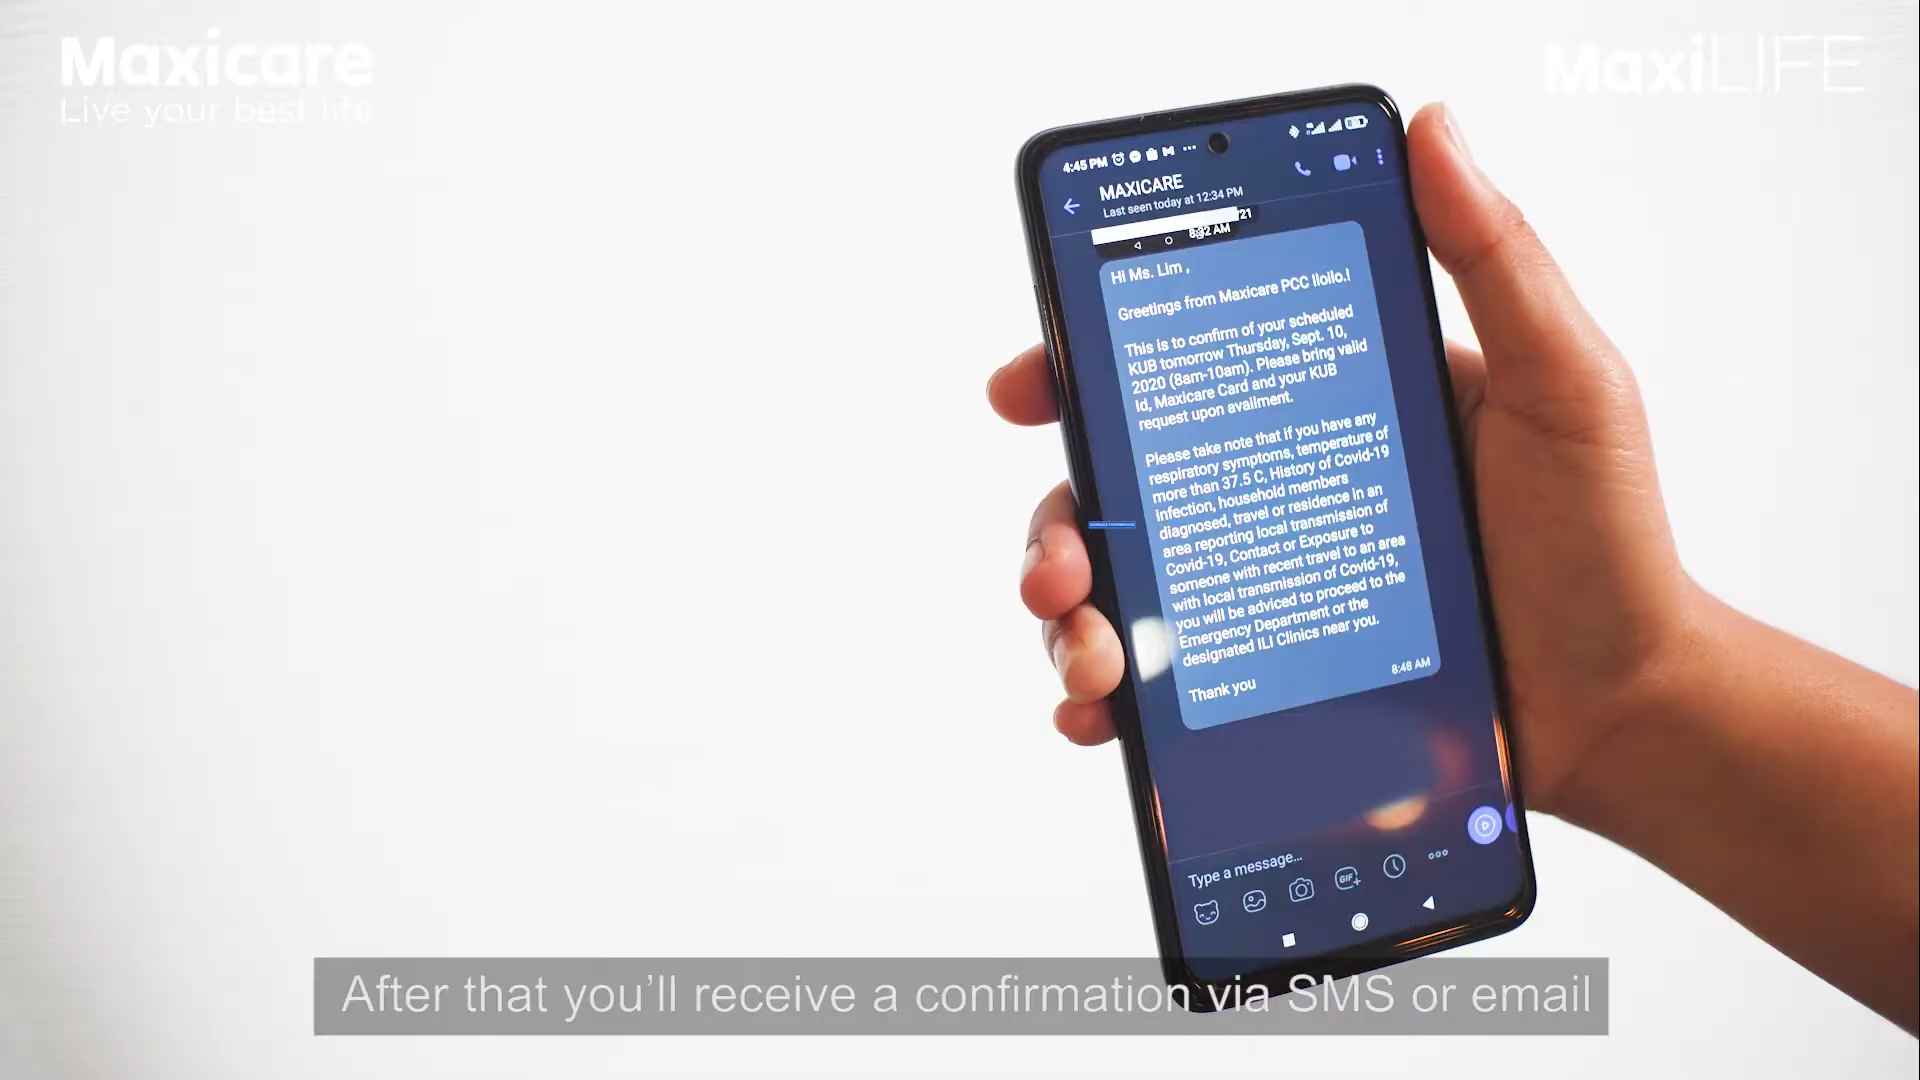 Maxicare
Live your best life
MaxiLIFE
4:45 PM
MAXICARE
Last seen today at 12:34 PM
21
8:32 AM
Hi Ms. Lim ,
Greetings from Maxicare PCC Iloilo.!
This is to confirm of your scheduled
KUB tomorrow Thursday, Sept. 10,
2020 (8am-10am). Please bring valid
Id, Maxicare Card and your KUB
request upon availment.
Please take note that if you have any
respiratory symptoms, temperature of
more than 37.5 C, History of Covid-19
infection, household members
diagnosed, travel or residence in an
area reporting local transmission of
Covid-19, Contact or Exposure to
someone with recent travel to an area
with local transmission of Covid-19,
you will be adviced to proceed to the
Emergency Department or the
designated ILI Clinics near you.
Thank you
8:48 AM
Type a message...
GIF+
After that you'll receive a confirmation via SMS or email